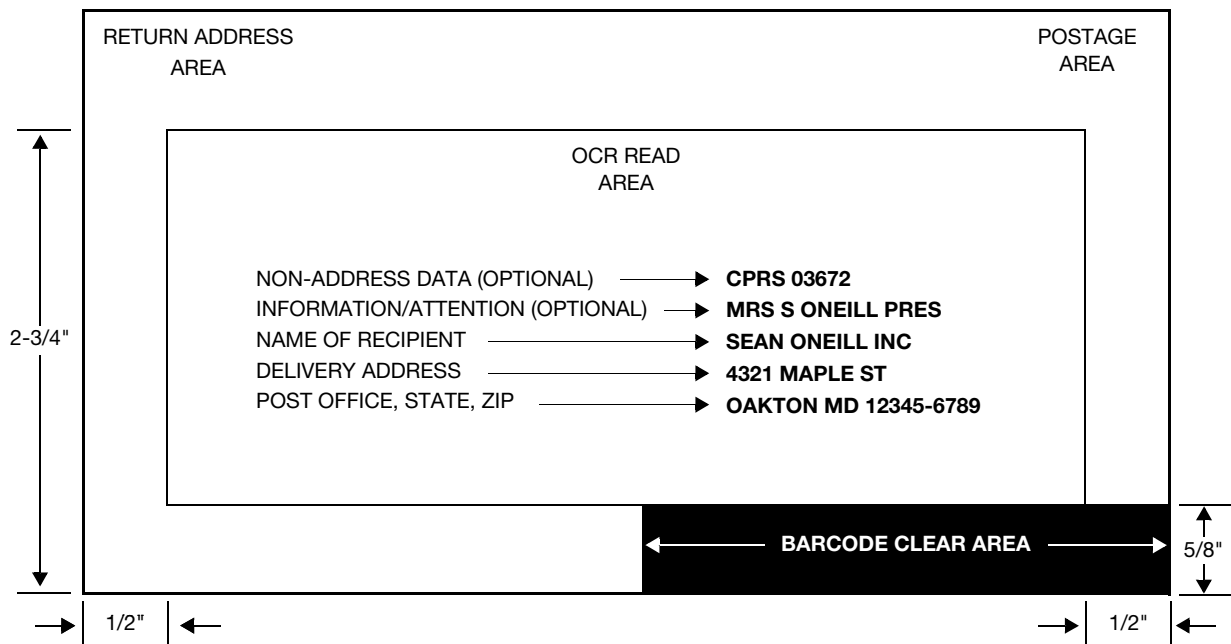 RETURN ADDRESS
AREA
POSTAGE
AREA
OCR READ
AREA
NON-ADDRESS DATA (OPTIONAL) CPRS 03672
INFORMATION/ATTENTION (OPTIONAL) MRS S ONEILL PRES
NAME OF RECIPIENT SEAN ONEILL INC
DELIVERY ADDRESS 4321 MAPLE ST
POST OFFICE, STATE, ZIP OAKTON MD 12345-6789
2-3/4"
BARCODE CLEAR AREA
5/8"
1/2"
1/2"